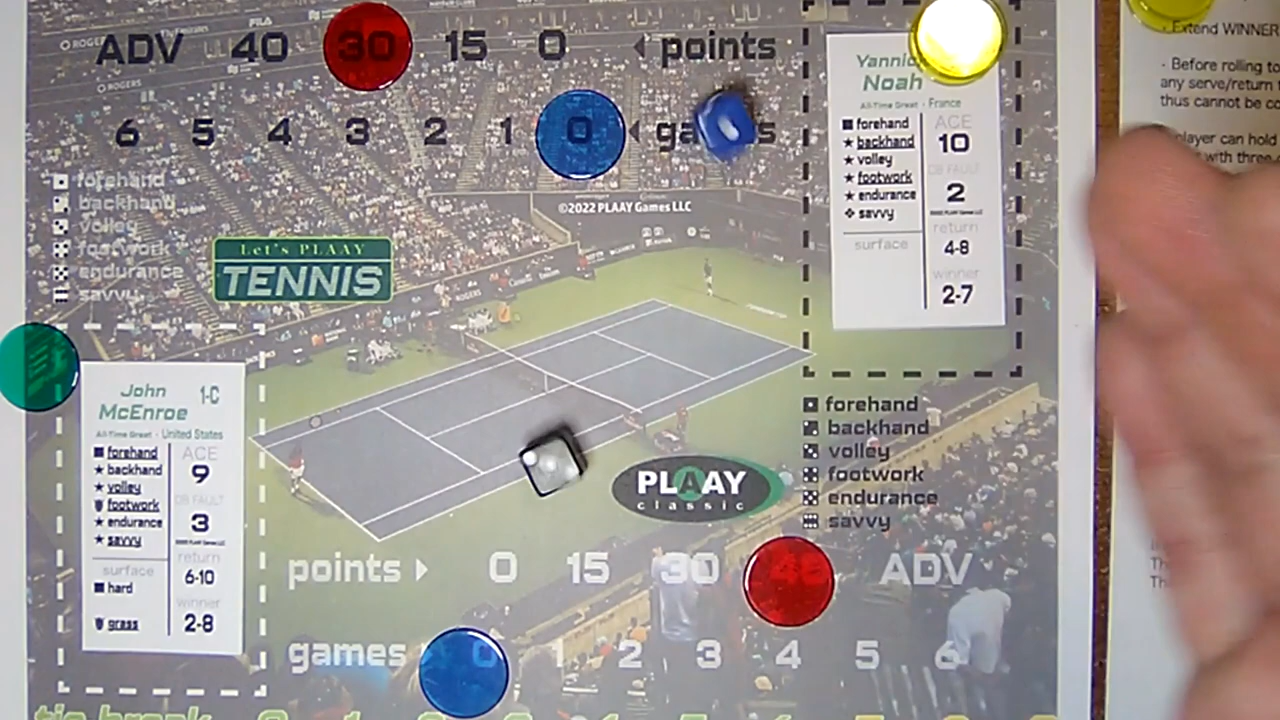 ADV 40 30 15 0 points
6 5 4 3 2 1 0
forehand
backhand
volley
footwork
endurance
savvy
©2022 PLAAY Games LLC
Let's PLAAY
TENNIS
Noah
All-Time Great - France
forehand
backhand
volley
footwork
endurance
savvy
surface
ACE
10
DB FAULT
2
return
4-8
winner
2-7
Extend WINNER
- Before rolling to
any serve/return
thus cannot be
player can hold
with three
John
McEnroe
1-C
All-Time Great - United States
forehand
backhand
volley
footwork
endurance
savvy
surface
hard
grass
ACE
9
DB FAULT
3
return
6-10
winner
2-8
forehand
backhand
volley
footwork
endurance
savvy
PLAAY
classic
points 0 15 30 ADV
games 0 1 2 3 4 5 6